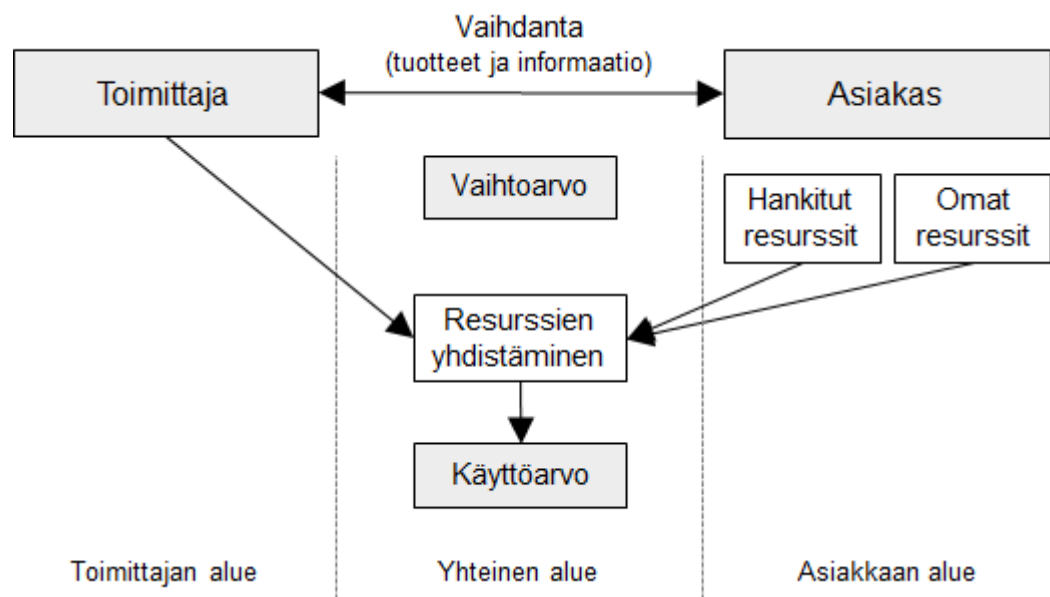 Vaihdanta
(tuotteet ja informaatio)
Toimittaja
Asiakas
Vaihtoarvo
Hankitut
resurssit
Omat
resurssit
Resurssien
yhdistäminen
Käyttöarvo
Toimittajan alue
Yhteinen alue
Asiakkaan alue